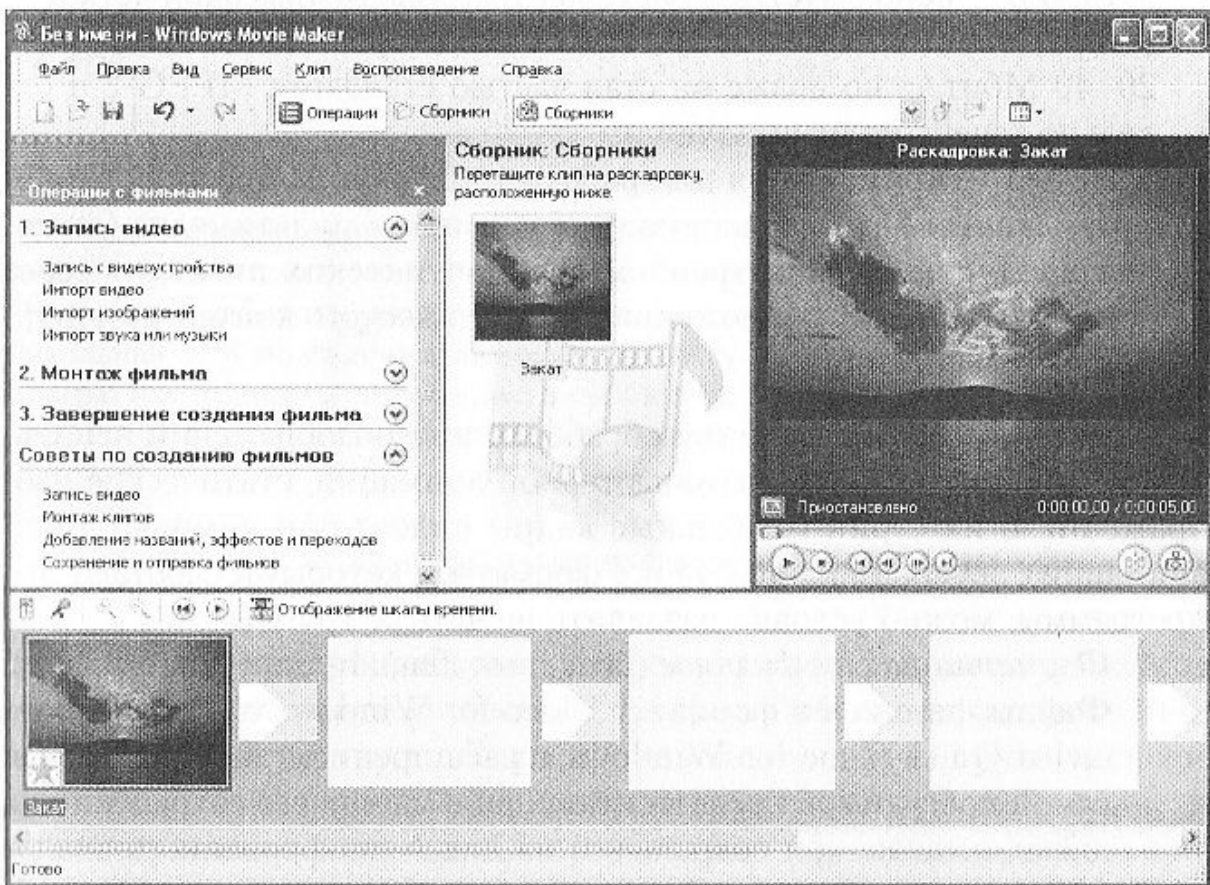 Без имени - Windows Movie Maker
Файл Правка Вид Сервис Клип Воспроизведение Справка
Операции Сборники Сборники
Операции с фильмами
1. Запись видео
Запись с видеоустройства
Импорт видео
Импорт изображений
Импорт звука или музыки
2. Монтаж фильма
3. Завершение создания фильма
Советы по созданию фильмов
Запись видео
Монтаж клипов
Добавление названий, эффектов и переходов
Сохранение и отправка фильмов
Сборник: Сборники
Перетащите клип на раскадровку,
расположенную ниже.
Закат
Раскадровка: Закат
Приостановлено 0:00:00,00 / 0:00:05,00
Отображение шкалы времени.
Закат
Готово